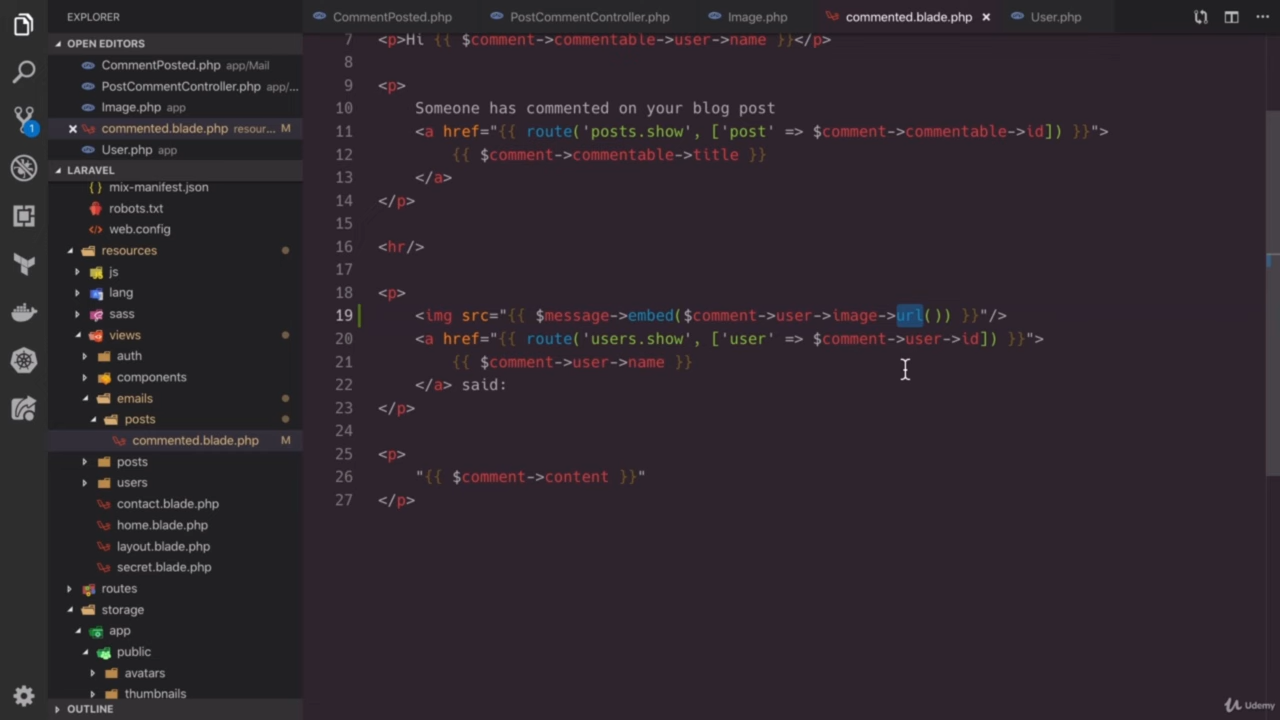 EXPLORER
OPEN EDITORS
CommentPosted.php app/Mail
PostCommentController.php app/...
Image.php app
commented.blade.php resour... M
User.php app
1
LARAVEL
{} mix-manifest.json
robots.txt
web.config
resources
js
lang
sass
views
auth
components
emails
posts
commented.blade.php M
posts
users
contact.blade.php
home.blade.php
layout.blade.php
secret.blade.php
routes
storage
app
public
avatars
thumbnails
OUTLINE
CommentPosted.php PostCommentController.php Image.php commented.blade.php User.php
7 <p>Hi {{ $comment->commentable->user->name }}</p>
8
9 <p>
10 Someone has commented on your blog post
11 <a href="{{ route('posts.show', ['post' => $comment->commentable->id]) }}">
12 {{ $comment->commentable->title }}
13 </a>
14 </p>
15
16 <hr/>
17
18 <p>
19 <img src="{{ $message->embed($comment->user->image->url()) }}"/>
20 <a href="{{ route('users.show', ['user' => $comment->user->id]) }}">
21 {{ $comment->user->name }}
22 </a> said:
23 </p>
24
25 <p>
26 "{{ $comment->content }}"
27 </p>
Udemy